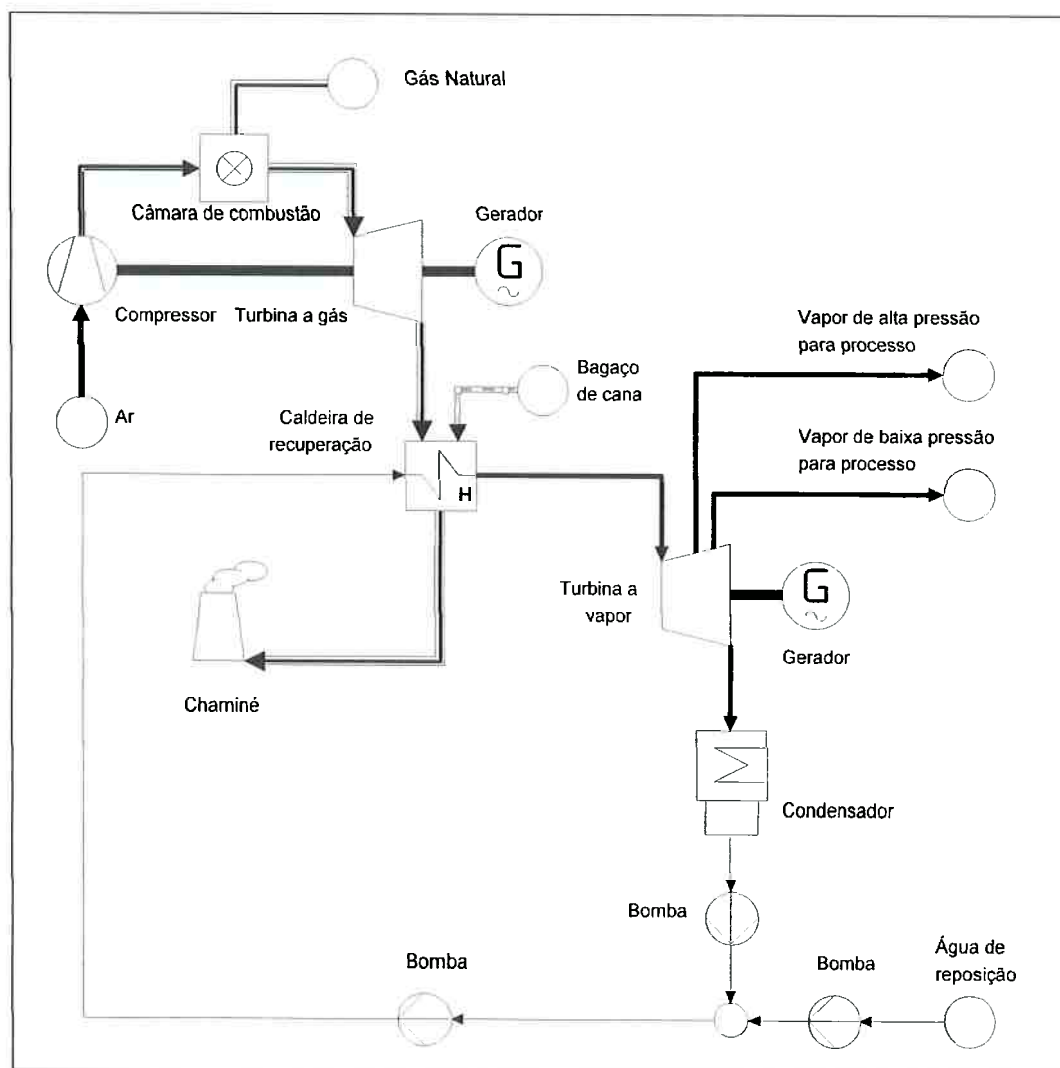 Gás Natural
Câmara de combustão
Gerador
G
Compressor
Turbina a gás
Vapor de alta pressão
para processo
Ar
Bagaço
de cana
Caldeira de
recuperação
Vapor de baixa pressão
para processo
H
Turbina a
vapor
G
Gerador
Chaminé
Condensador
Bomba
Água de
reposição
Bomba
Bomba